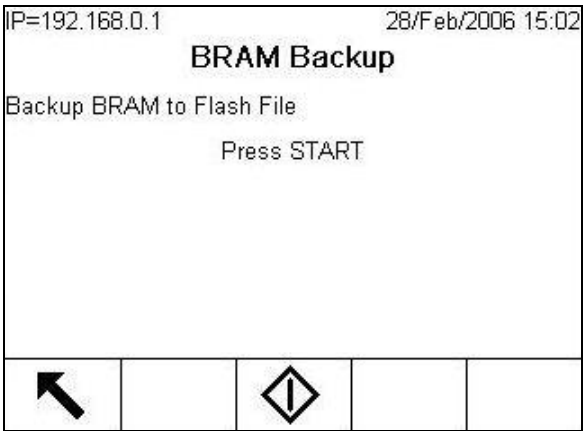 IP=192.168.0.1 28/Feb/2006 15:02
BRAM Backup
Backup BRAM to Flash File
Press START